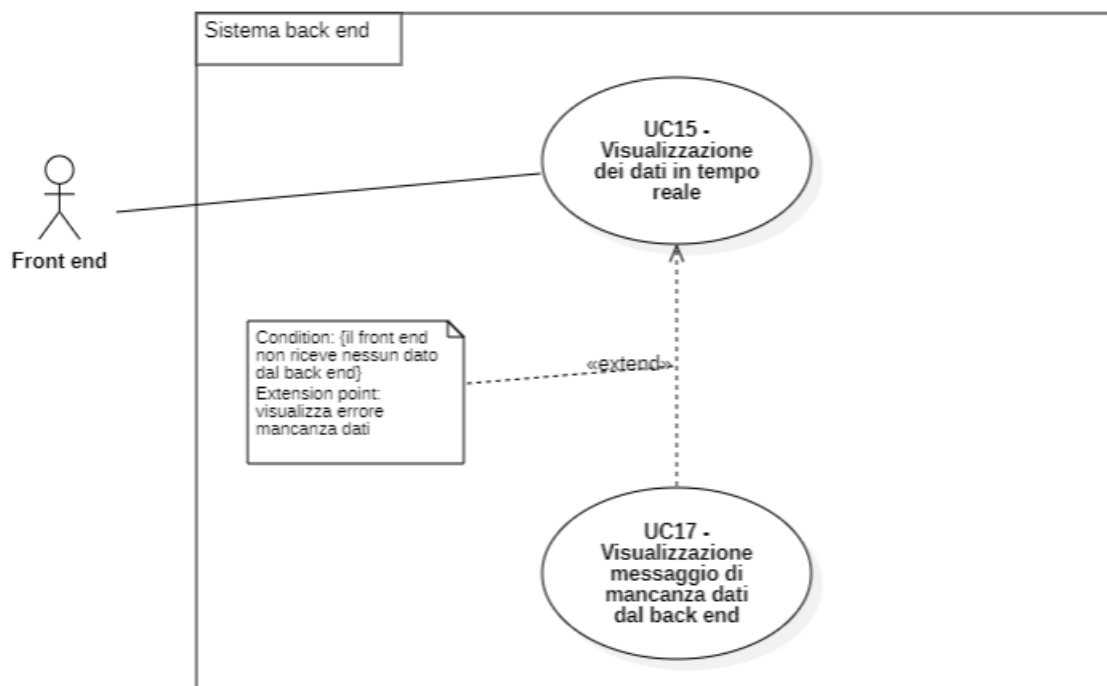 Sistema back end
UC15 -
Visualizzazione
dei dati in tempo
reale
Front end
Condition: {il front end
non riceve nessun dato
dal back end}
Extension point:
visualizza errore
mancanza dati
«extend»
UC17 -
Visualizzazione
messaggio di
mancanza dati
dal back end